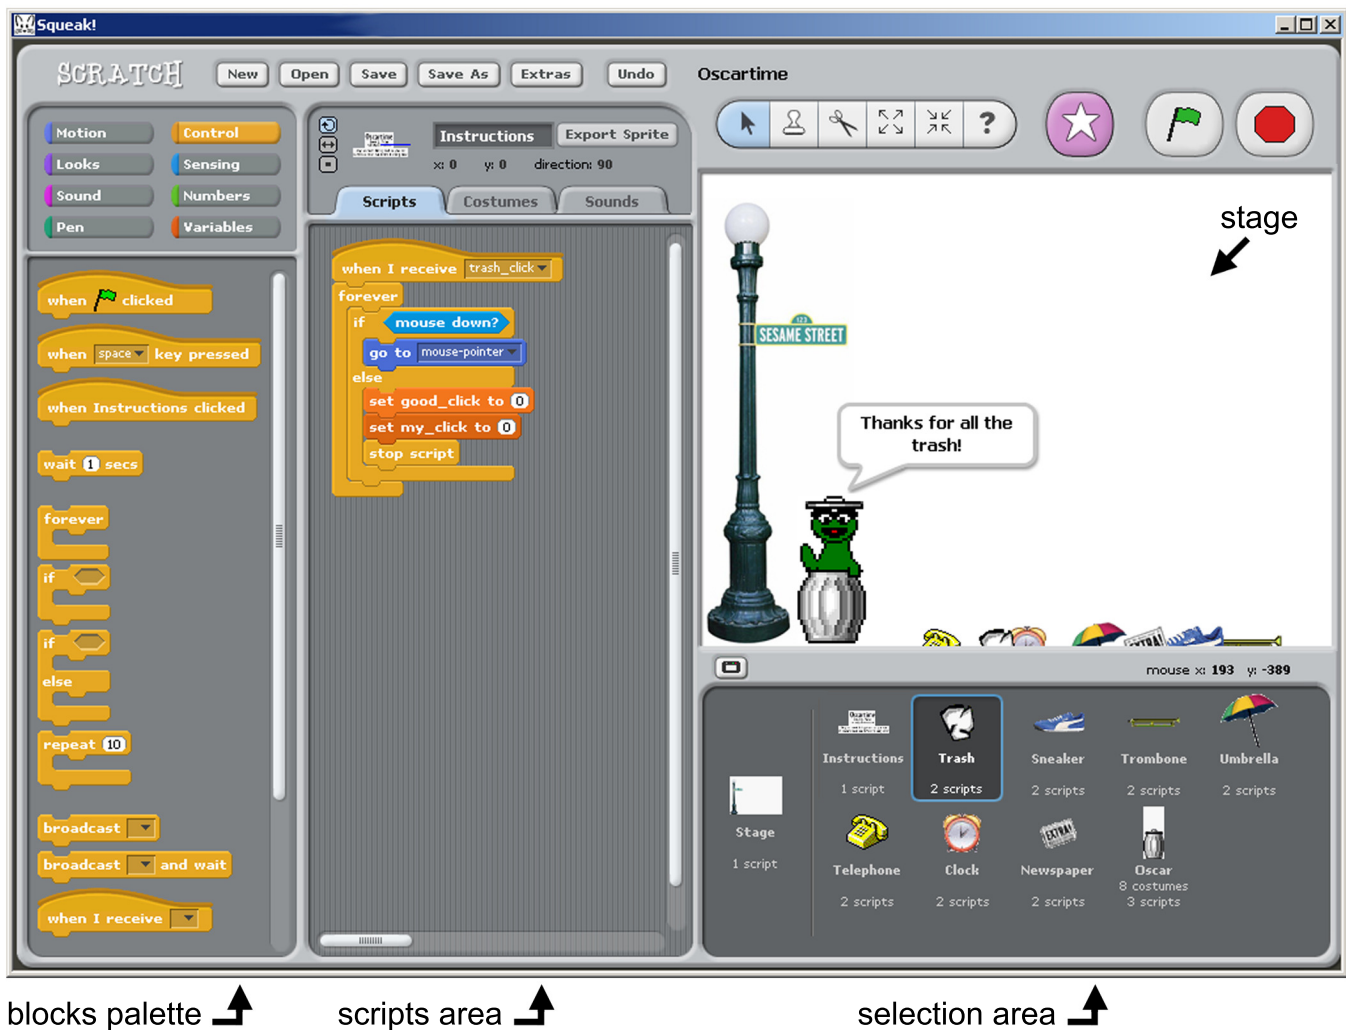 Squeak!
SCRATCH
New
Open
Save
Save As
Extras
Undo
Oscartime
?
Motion
Control
Looks
Sensing
Sound
Numbers
Pen
Variables
Oscartime
Instructions
Export Sprite
x: 0 y: 0 direction: 90
Scripts
Costumes
Sounds
when clicked
when space key pressed
when Instructions clicked
wait 1 secs
forever
if
if
else
repeat 10
broadcast
broadcast and wait
when I receive
when I receive trash_click
forever
if mouse down?
go to mouse-pointer
else
set good_click to 0
set my_click to 0
stop script
stage
123
SESAME STREET
Thanks for all the
trash!
EXTRA!
mouse x: 193 y: -389
Stage
1 script
Oscartime
Instructions
1 script
Trash
2 scripts
Sneaker
2 scripts
Trombone
2 scripts
Umbrella
2 scripts
Telephone
2 scripts
Clock
2 scripts
EXTRA!
Newspaper
2 scripts
Oscar
8 costumes
3 scripts
blocks palette
scripts area
selection area